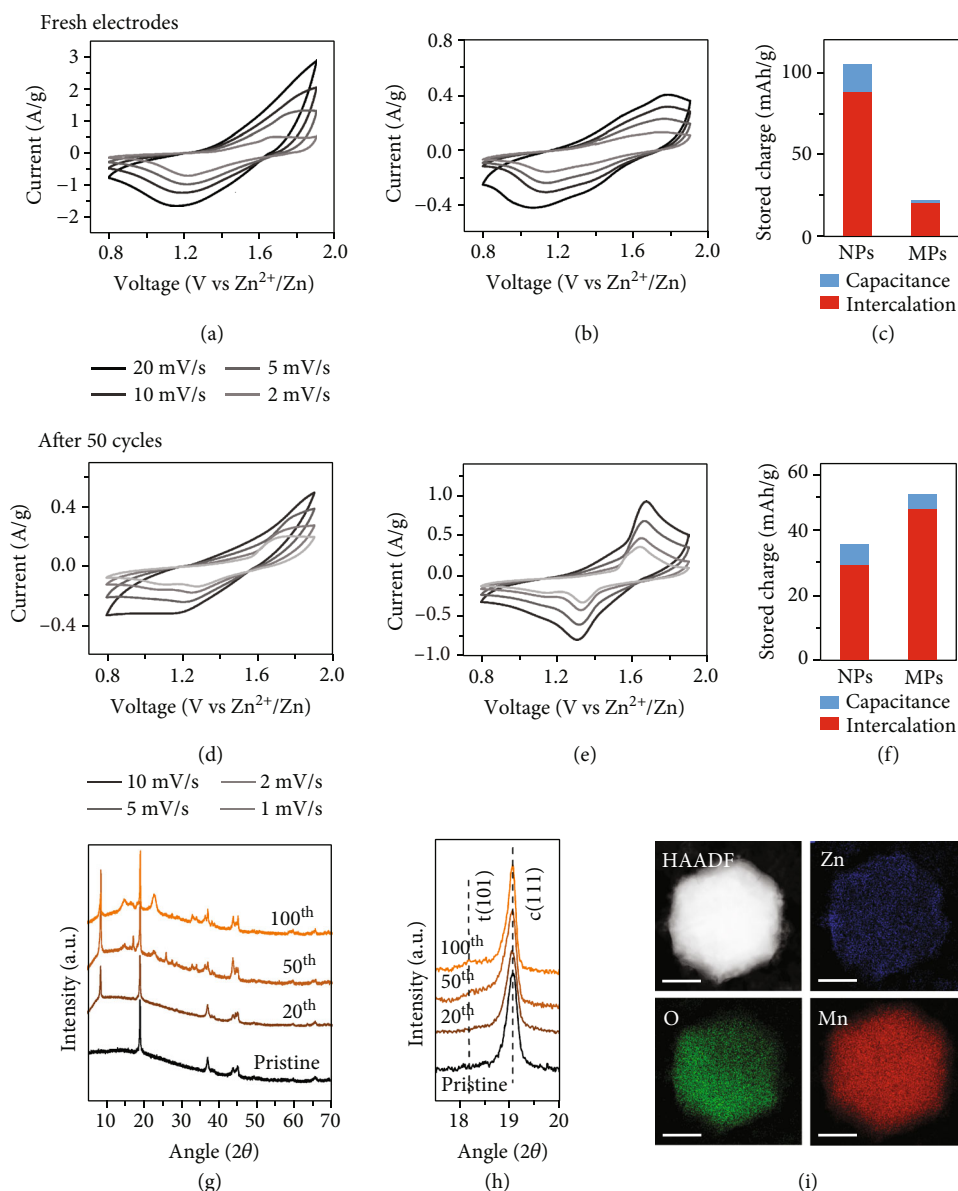 Fresh electrodes
3
2
1
0
−1
−2
Current (A/g)
0.8
1.2
1.6
2.0
Voltage (V vs Zn²⁺/Zn)
(a)
0.8
0.4
0.0
−0.4
Current (A/g)
0.8
1.2
1.6
2.0
Voltage (V vs Zn²⁺/Zn)
(b)
100
50
0
Stored charge (mAh/g)
NPs
MPs
Capacitance
Intercalation
(c)
20 mV/s
5 mV/s
10 mV/s
2 mV/s
After 50 cycles
0.4
0.0
−0.4
Current (A/g)
0.8
1.2
1.6
2.0
Voltage (V vs Zn²⁺/Zn)
(d)
1.0
0.5
0.0
−0.5
−1.0
Current (A/g)
0.8
1.2
1.6
2.0
Voltage (V vs Zn²⁺/Zn)
(e)
60
40
20
0
Stored charge (mAh/g)
NPs
MPs
Capacitance
Intercalation
(f)
10 mV/s
2 mV/s
5 mV/s
1 mV/s
Intensity (a.u.)
100th
50th
20th
Pristine
10
20
30
40
50
60
70
Angle (2θ)
(g)
Intensity (a.u.)
t(101)
c(111)
100th
50th
20th
Pristine
18
19
20
Angle (2θ)
(h)
HAADF
Zn
O
Mn
(i)